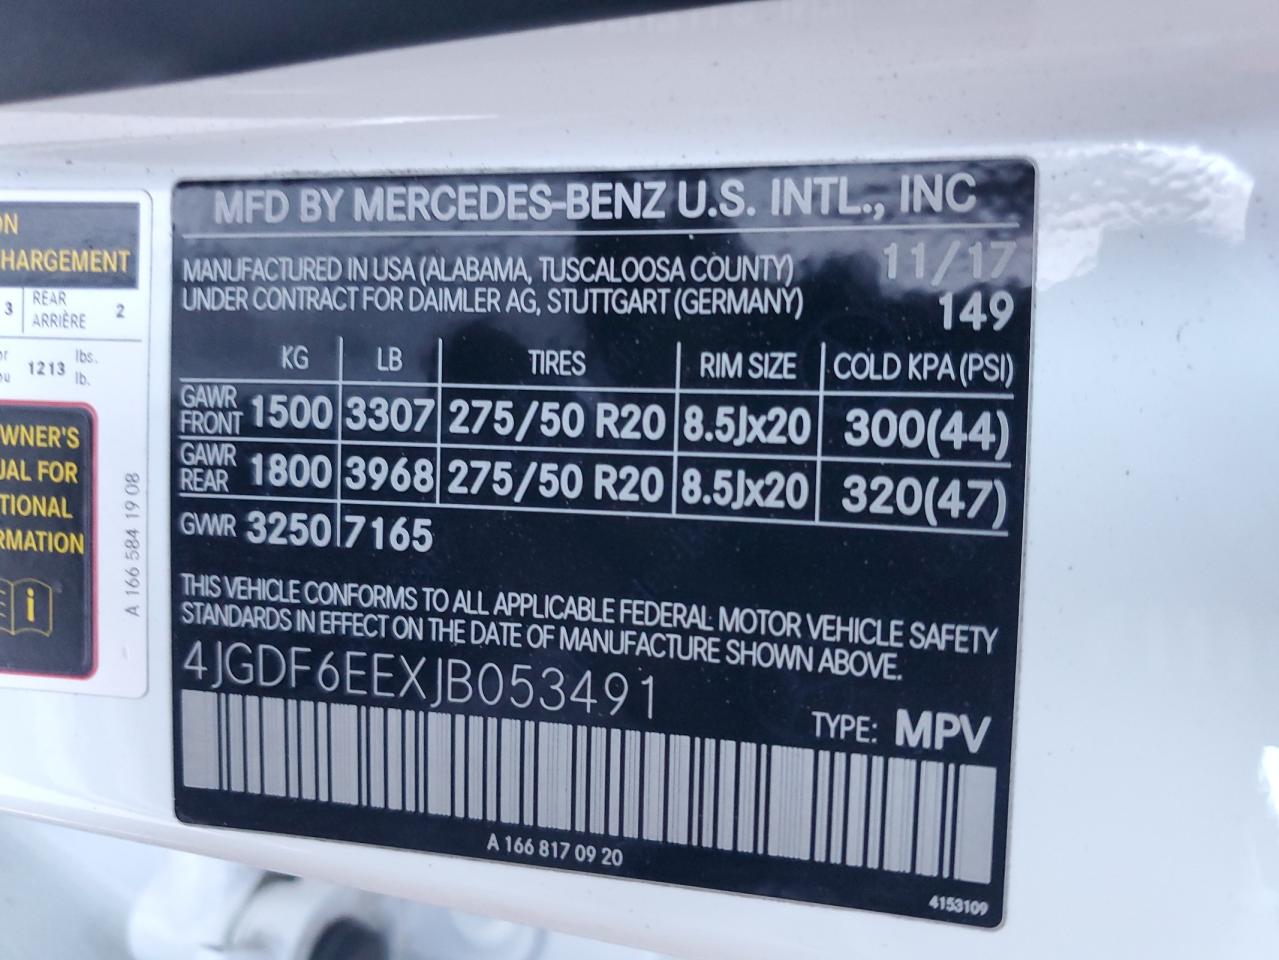 ON
HARGEMENT
3 REAR ARRIÈRE 2
1213 lbs. lb.
WNER'S
UAL FOR
TIONAL
RMATION
i
A 166 584 19 08
MFD BY MERCEDES-BENZ U.S. INTL., INC
MANUFACTURED IN USA (ALABAMA, TUSCALOOSA COUNTY) 11/17
UNDER CONTRACT FOR DAIMLER AG, STUTTGART (GERMANY) 149
KG LB TIRES RIM SIZE COLD KPA (PSI)
GAWR FRONT 1500 3307 275/50 R20 8.5Jx20 300(44)
GAWR REAR 1800 3968 275/50 R20 8.5Jx20 320(47)
GVWR 3250 7165
THIS VEHICLE CONFORMS TO ALL APPLICABLE FEDERAL MOTOR VEHICLE SAFETY
STANDARDS IN EFFECT ON THE DATE OF MANUFACTURE SHOWN ABOVE.
4JGDF6EEXJB053491
TYPE: MPV
A 166 817 09 20
4153109